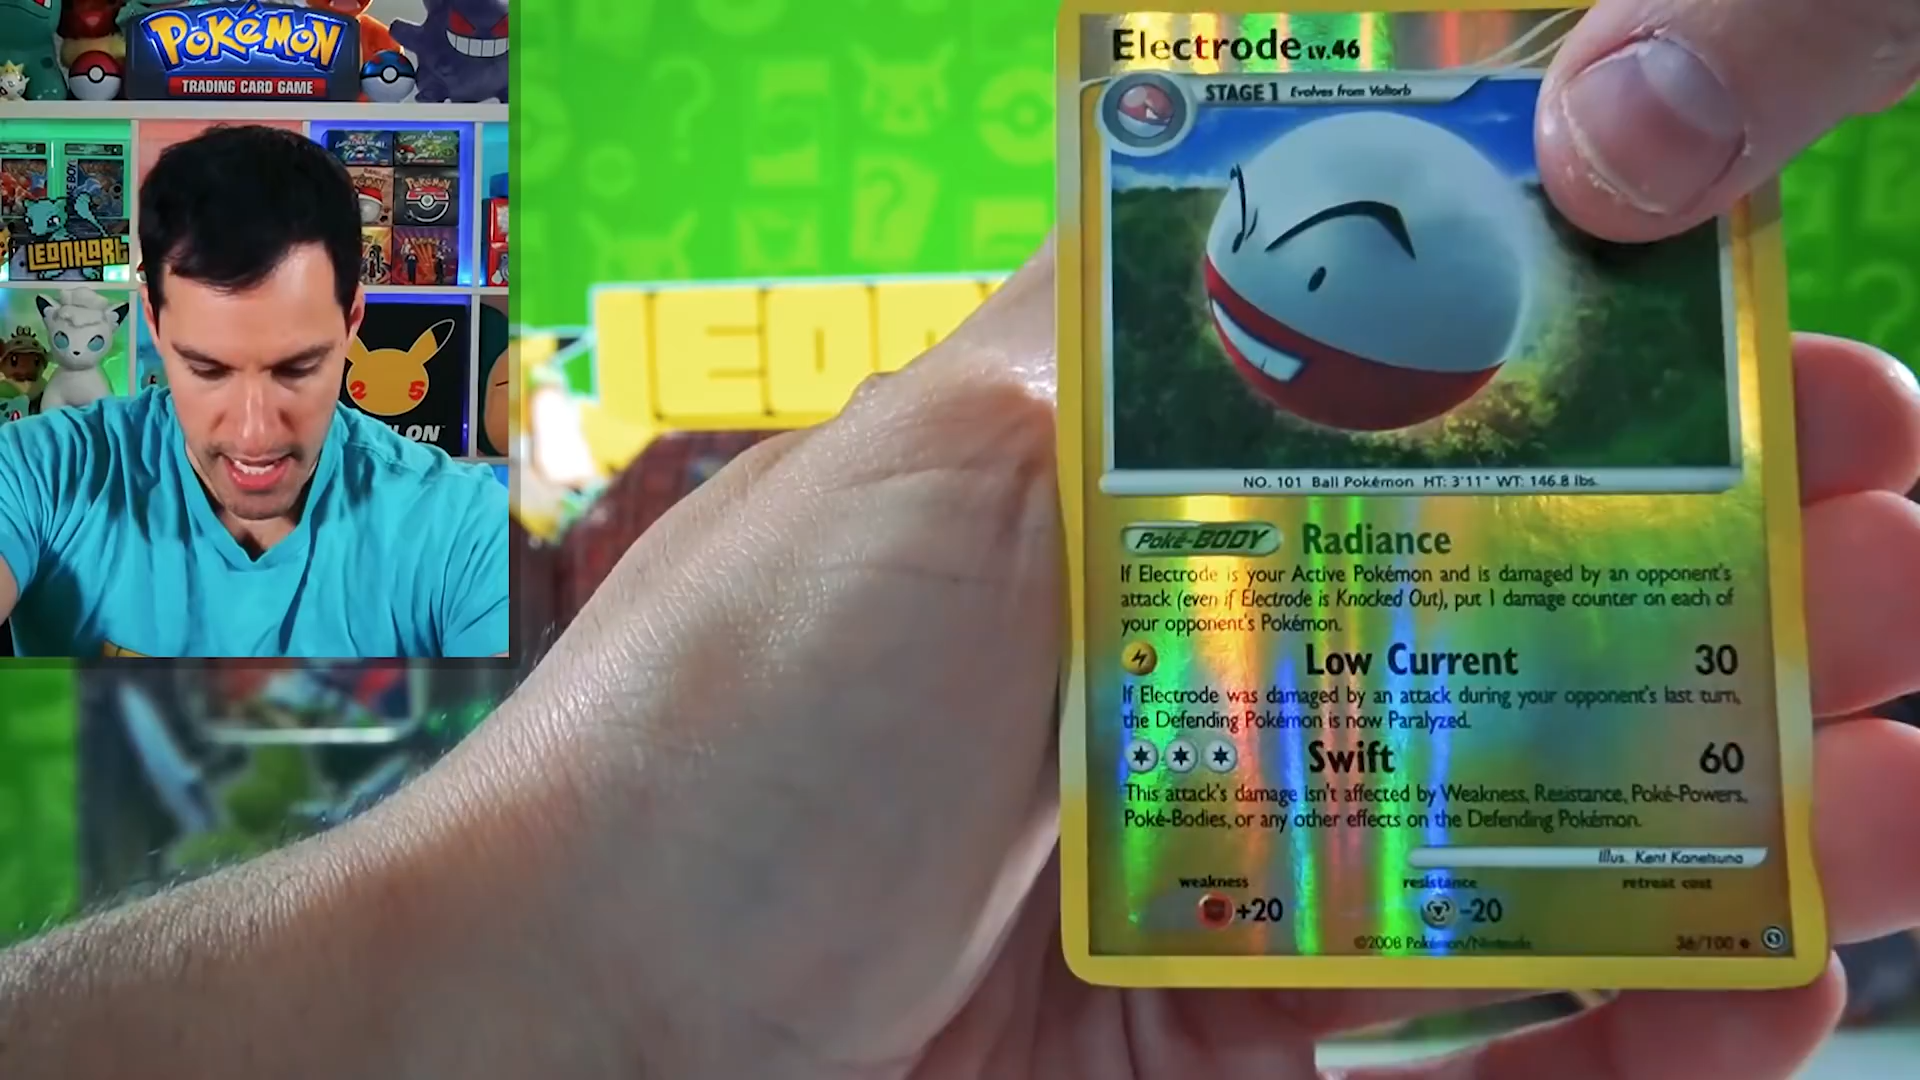 POKÉMON
TRADING CARD GAME
LEONHART
POKÉMON
2 5
Electrode LV.46
STAGE 1 Evolves from Voltorb
NO. 101 Ball Pokémon HT: 3'11" WT: 146.8 lbs.
Poké-BODY Radiance
If Electrode is your Active Pokémon and is damaged by an opponent's
attack (even if Electrode is Knocked Out), put 1 damage counter on each of
your opponent's Pokémon.
Low Current 30
If Electrode was damaged by an attack during your opponent's last turn,
the Defending Pokémon is now Paralyzed.
Swift 60
This attack's damage isn't affected by Weakness, Resistance, Poké-Powers,
Poké-Bodies, or any other effects on the Defending Pokémon.
Illus. Kent Kanetsuna
weakness resistance retreat cost
+20 -20
©2008 Pokémon/Nintendo 36/100